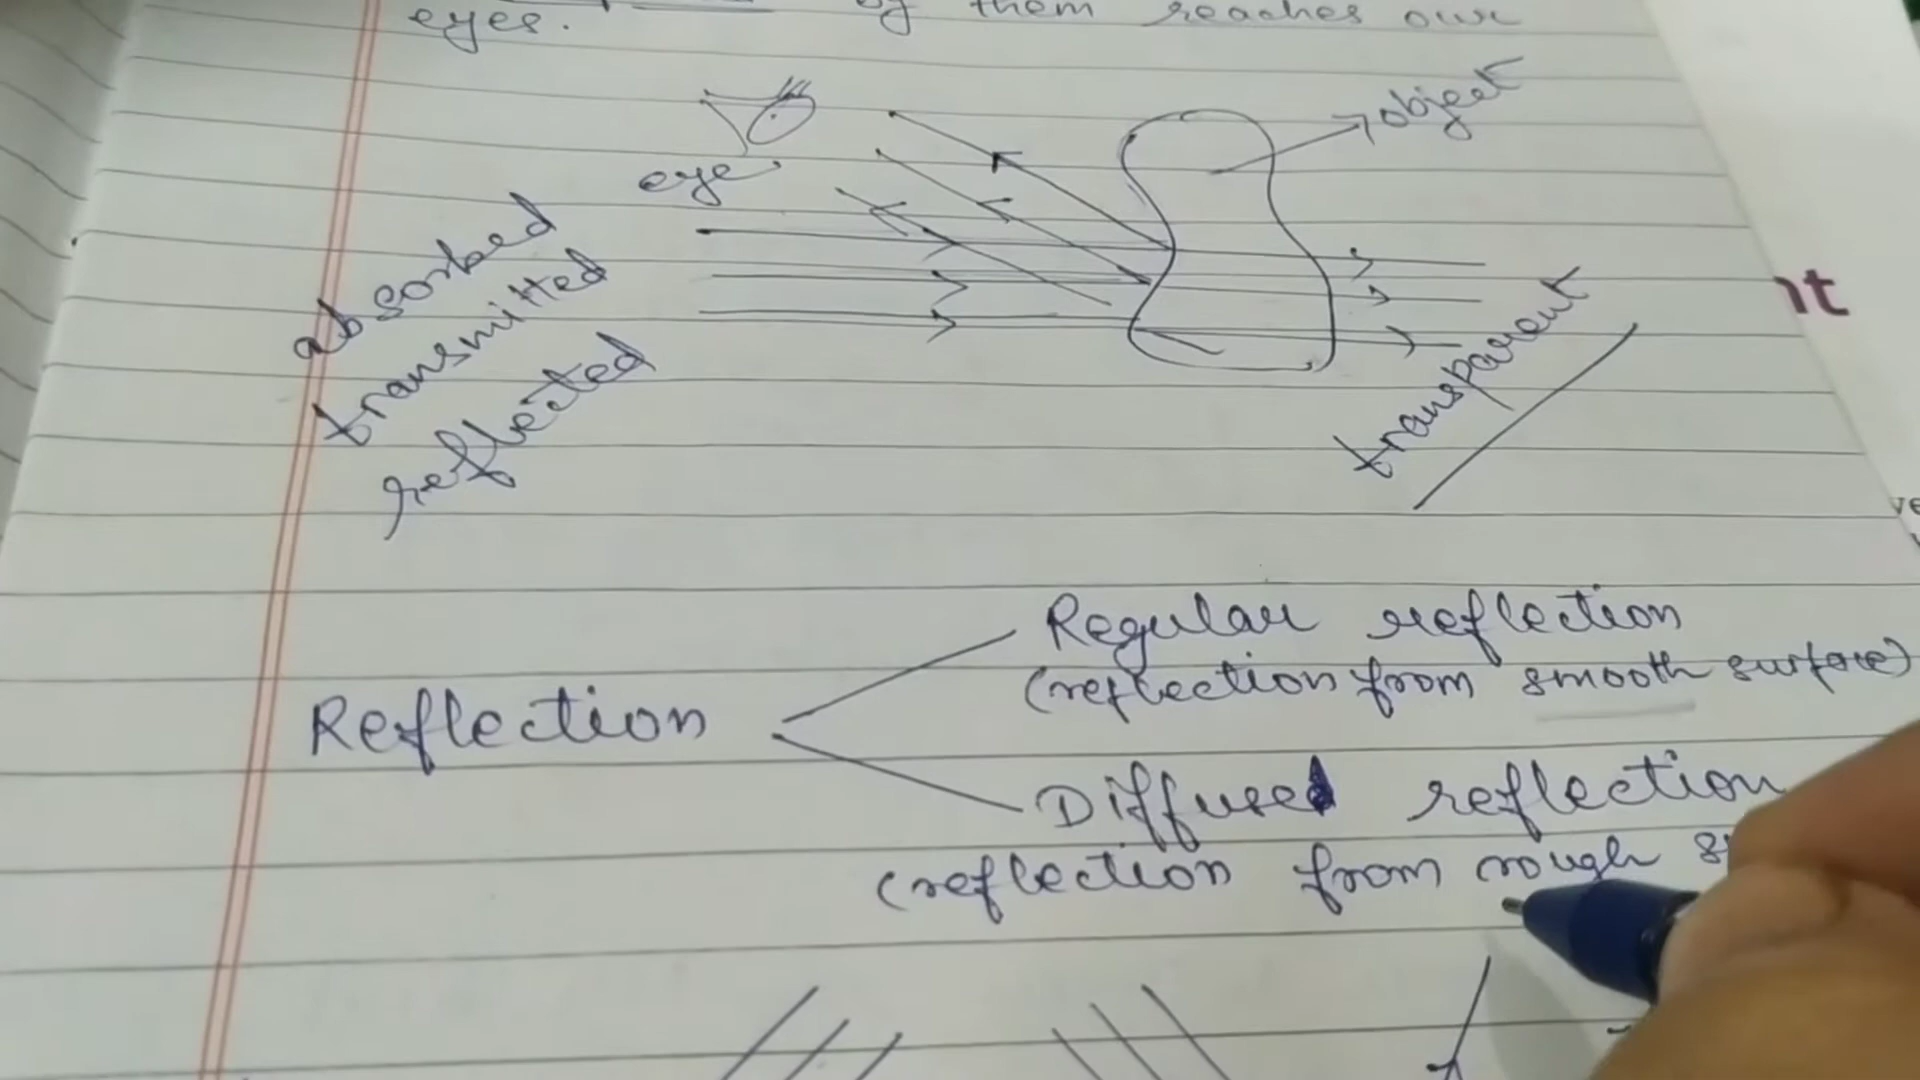 by them reaches our
eyes.
object
eye
absorbed
transmitted
reflected
transparent
nt
Regular reflection
(reflection from smooth surface)
Reflection
Diffused reflection
(reflection from rough